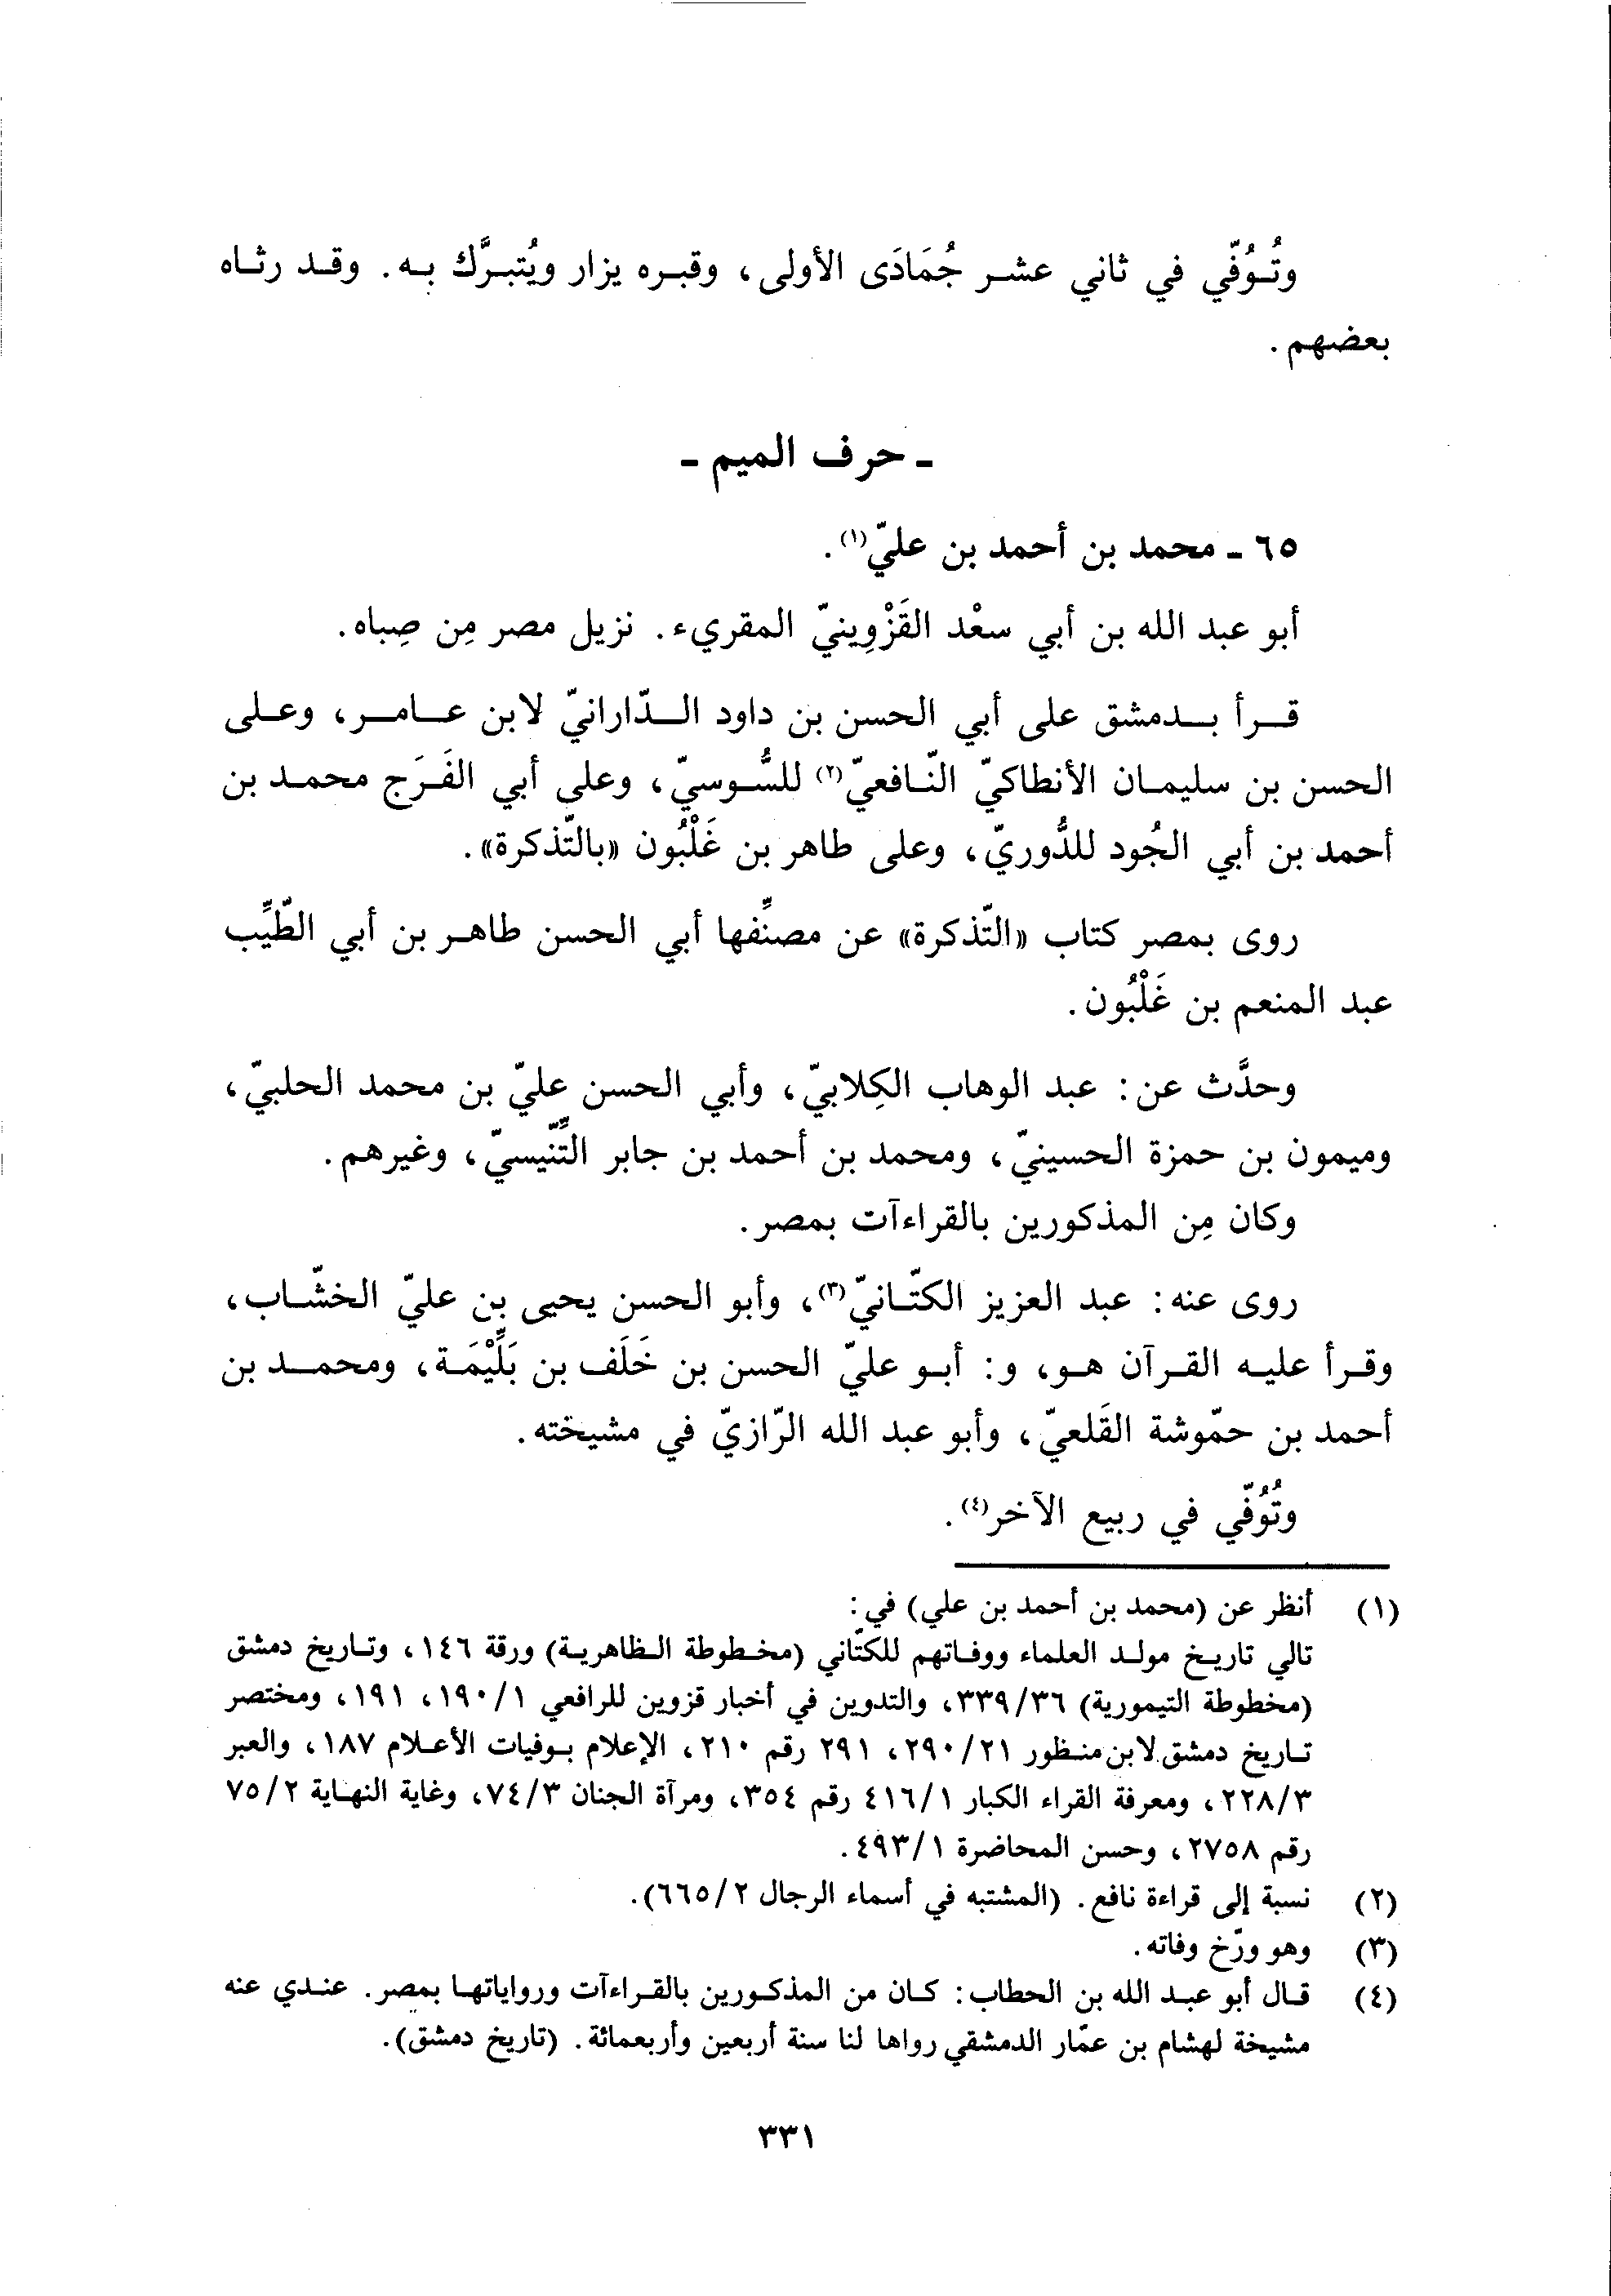 وتُوُفّي في ثاني عشر جُمَادَى الأولى، وقبره يزار ويُتبرَّك به. وقد رثاه
بعضهم.
ـ حرف الميم ـ
٦٥ ـ محمد بن أحمد بن عليّ(١).
أبو عبد الله بن أبي سعْد القَزْوِينيّ المقريء. نزيل مصر مِن صِباه.
قرأ بدمشق على أبي الحسن بن داود الدّارانيّ لابن عامر، وعلى
الحسن بن سليمان الأنطاكيّ النّافعيّ(٢) للسُّوسيّ، وعلى أبي الفَرَج محمد بن
أحمد بن أبي الجُود للدُّوريّ، وعلى طاهر بن غَلْبُون «بالتّذكرة».
روى بمصر كتاب «التّذكرة» عن مصنِّفها أبي الحسن طاهر بن أبي الطّيِّب
عبد المنعم بن غَلْبُون.
وحدَّث عن: عبد الوهاب الكِلابيّ، وأبي الحسن عليّ بن محمد الحلبيّ،
وميمون بن حمزة الحسينيّ، ومحمد بن أحمد بن جابر التِّنّيسيّ، وغيرهم.
وكان مِن المذكورين بالقراءآت بمصر.
روى عنه: عبد العزيز الكتّانيّ(٣)، وأبو الحسن يحيى بن عليّ الخشّاب،
وقرأ عليه القرآن هو، و: أبو عليّ الحسن بن خَلَف بن بَلِّيْمَة، ومحمد بن
أحمد بن حمّوشة القَلعيّ، وأبو عبد الله الرّازيّ في مشيخته.
وتُوُفّي في ربيع الآخر(٤).
(١) أنظر عن (محمد بن أحمد بن علي) في:
تالي تاريخ مولد العلماء ووفاتهم للكتّاني (مخطوطة الظاهرية) ورقة ١٤٦، وتاريخ دمشق
(مخطوطة التيمورية) ٣٣٩/٣٦، والتدوين في أخبار قزوين للرافعي ١٩٠/١، ١٩١، ومختصر
تاريخ دمشق لابن منظور ٢٩٠/٢١، ٢٩١ رقم ٢١٠، الإعلام بوفيات الأعلام ١٨٧، والعبر
٢٢٨/٣، ومعرفة القراء الكبار ٤١٦/١ رقم ٣٥٤، ومرآة الجنان ٧٤/٣، وغاية النهاية ٧٥/٢
رقم ٢٧٥٨، وحسن المحاضرة ٤٩٣/١.
(٢) نسبة إلى قراءة نافع. (المشتبه في أسماء الرجال ٦٦٥/٢).
(٣) وهو ورّخ وفاته.
(٤) قال أبو عبد الله بن الحطاب: كان من المذكورين بالقراءآت ورواياتها بمصر. عندي عنه
مشيخة لهشام بن عمّار الدمشقي رواها لنا سنة أربعين وأربعمائة. (تاريخ دمشق).
٣٣١